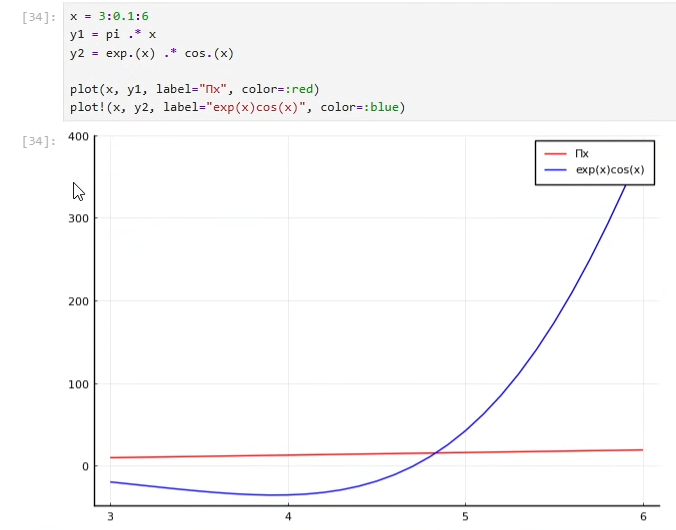 [34]:
x = 3:0.1:6
y1 = pi .* x
y2 = exp.(x) .* cos.(x)
plot(x, y1, label="Πx", color=:red)
plot!(x, y2, label="exp(x)cos(x)", color=:blue)
[34]:
400
300
200
100
0
3
4
5
6
Πx
exp(x)cos(x)